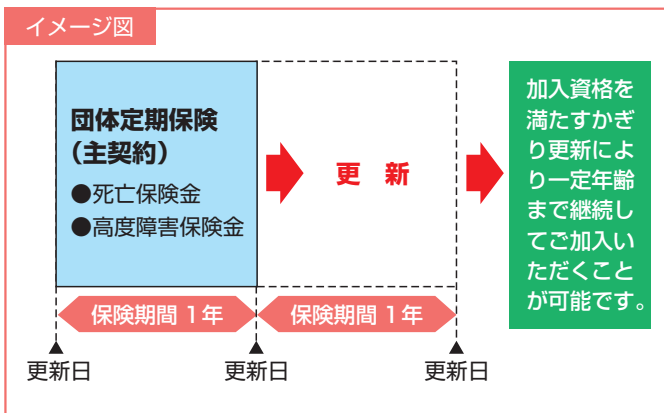 イメージ図
団体定期保険
（主契約）
●死亡保険金
●高度障害保険金
更 新
加入資格を
満たすかぎ
り更新によ
り一定年齢
まで継続し
てご加入い
ただくこと
が可能です。
保険期間 1年
保険期間 1年
更新日
更新日
更新日